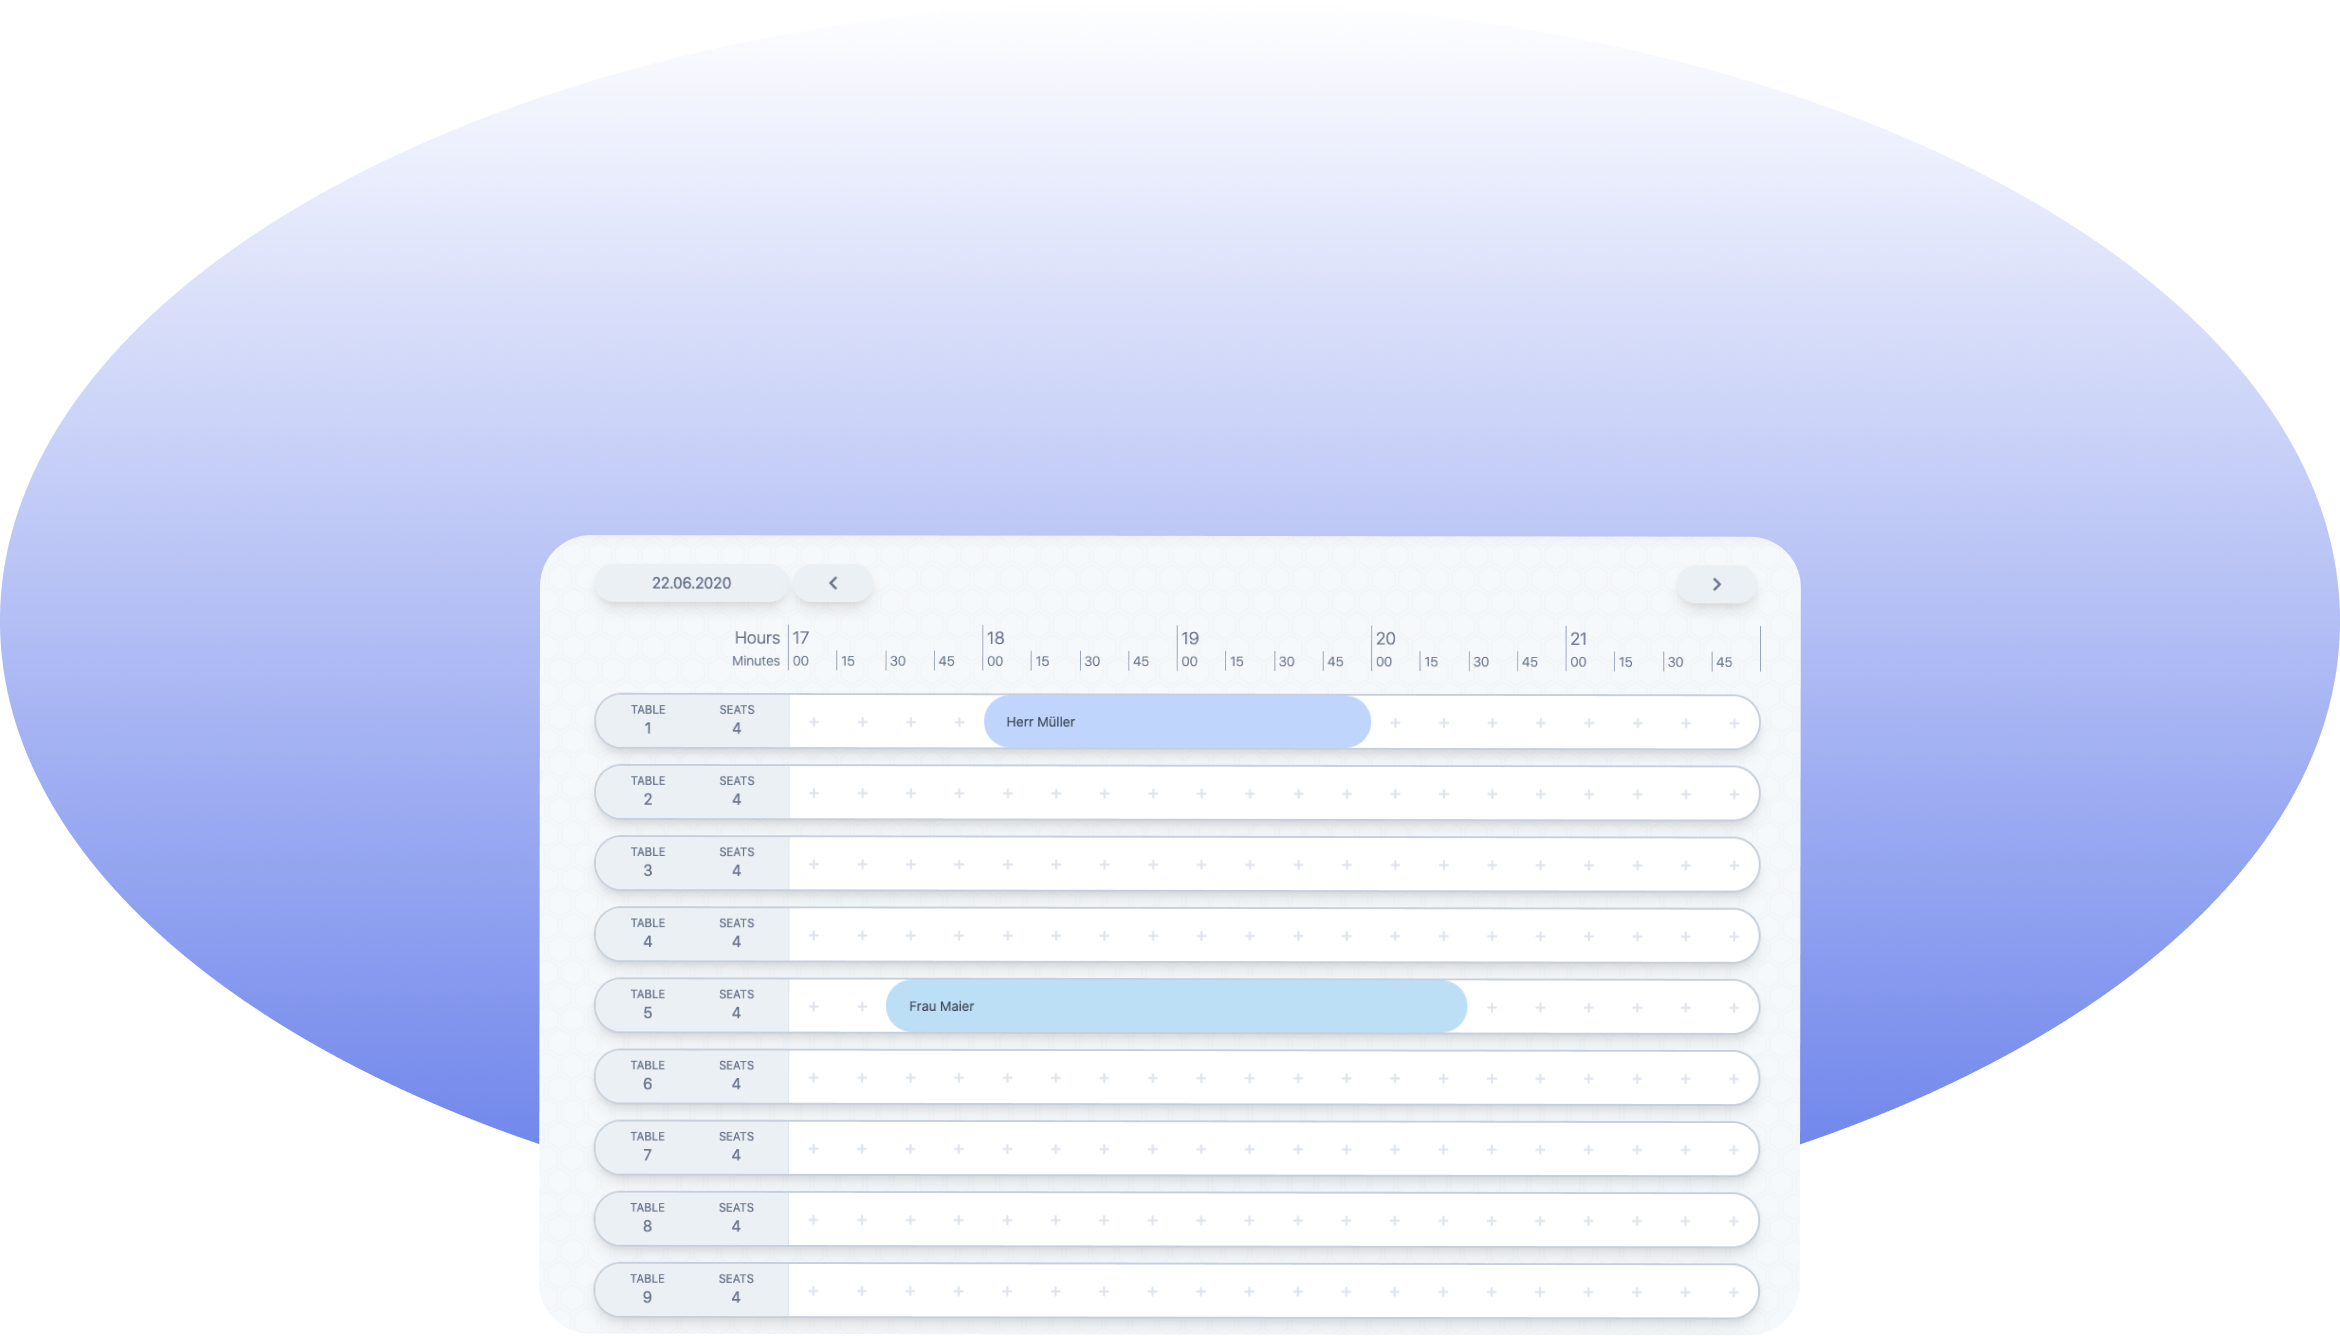 22.06.2020
Hours 17 18 19 20 21
Minutes 00 15 30 45 00 15 30 45 00 15 30 45 00 15 30 45 00 15 30 45
TABLE SEATS
1 4 Herr Müller
TABLE SEATS
2 4
TABLE SEATS
3 4
TABLE SEATS
4 4
TABLE SEATS
5 4 Frau Maier
TABLE SEATS
6 4
TABLE SEATS
7 4
TABLE SEATS
8 4
TABLE SEATS
9 4